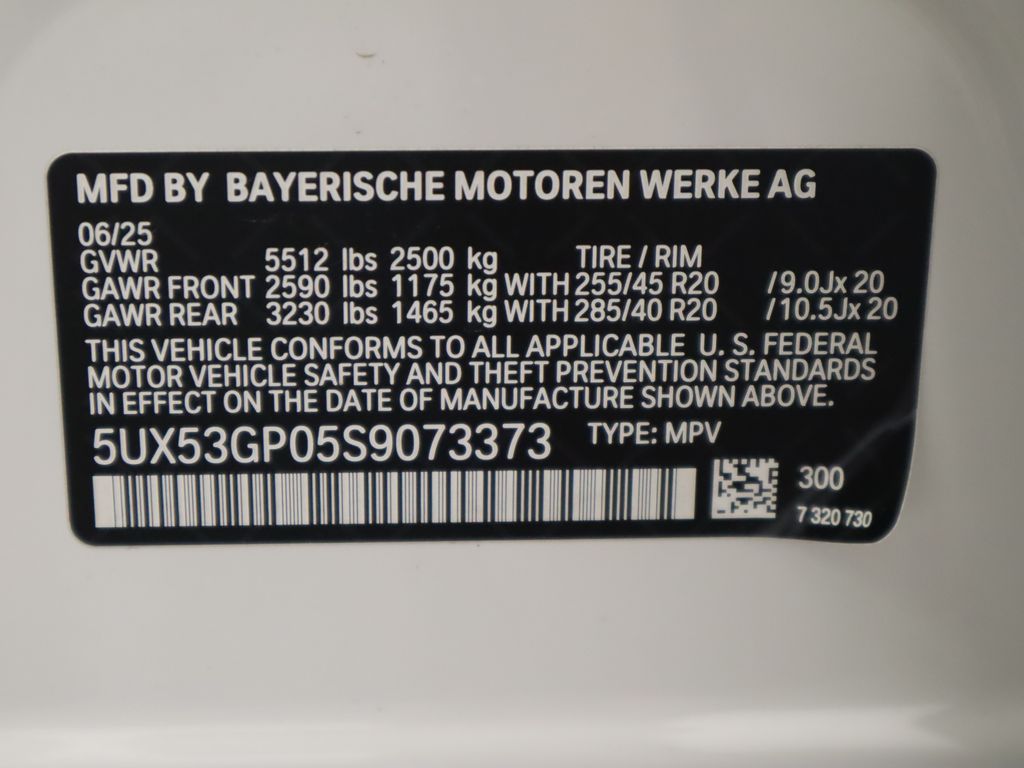 MFD BY BAYERISCHE MOTOREN WERKE AG
06/25
GVWR 5512 lbs 2500 kg TIRE / RIM
GAWR FRONT 2590 lbs 1175 kg WITH 255/45 R20 /9.0Jx 20
GAWR REAR 3230 lbs 1465 kg WITH 285/40 R20 /10.5Jx 20
THIS VEHICLE CONFORMS TO ALL APPLICABLE U. S. FEDERAL
MOTOR VEHICLE SAFETY AND THEFT PREVENTION STANDARDS
IN EFFECT ON THE DATE OF MANUFACTURE SHOWN ABOVE.
5UX53GP05S9073373 TYPE: MPV
300
7 320 730